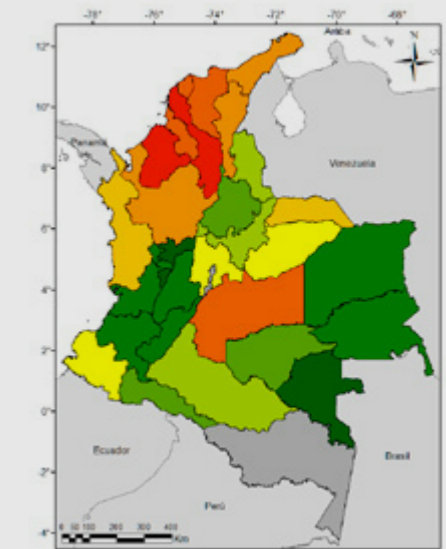 -78° -76° -74° -72° -70° -68°
12°
N
Aruba
10°
Panamá
Venezuela
8°
6°
4°
2°
0°
Ecuador
Brasil
-2°
Perú
-4°
0 50 100 200 300 400
Km